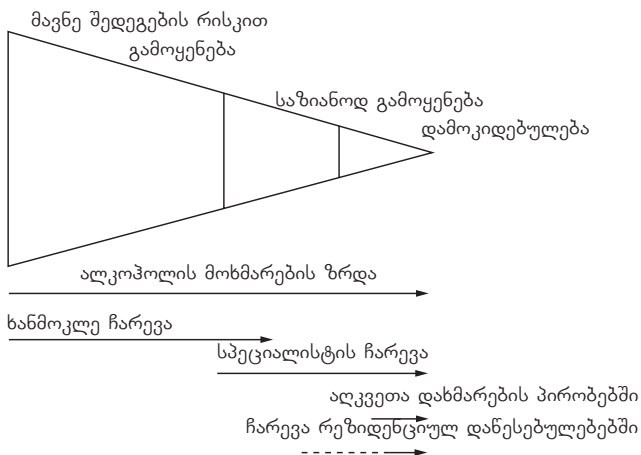 მავნე შედეგების რისკით
გამოყენება
საზიანოდ გამოყენება
დამოკიდებულება
ალკოჰოლის მოხმარების ზრდა
ხანმოკლე ჩარევა
სპეციალისტის ჩარევა
აღკვეთა დახმარების პირობებში
ჩარევა რეზიდენციულ დაწესებულებებში